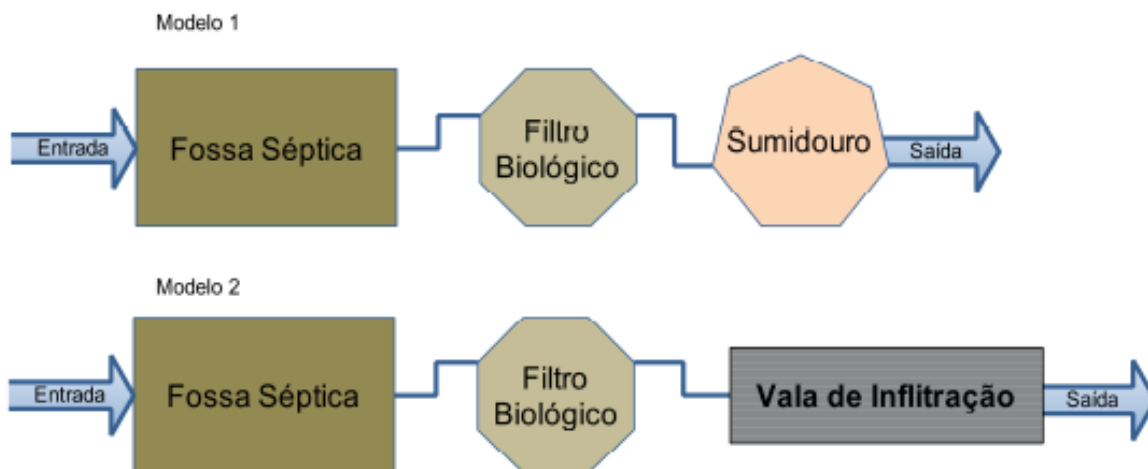 Modelo 1
Entrada
Fossa Séptica
Filtro
Biológico
Sumidouro
Saída
Modelo 2
Entrada
Fossa Séptica
Filtro
Biológico
Vala de Inflitração
Saída